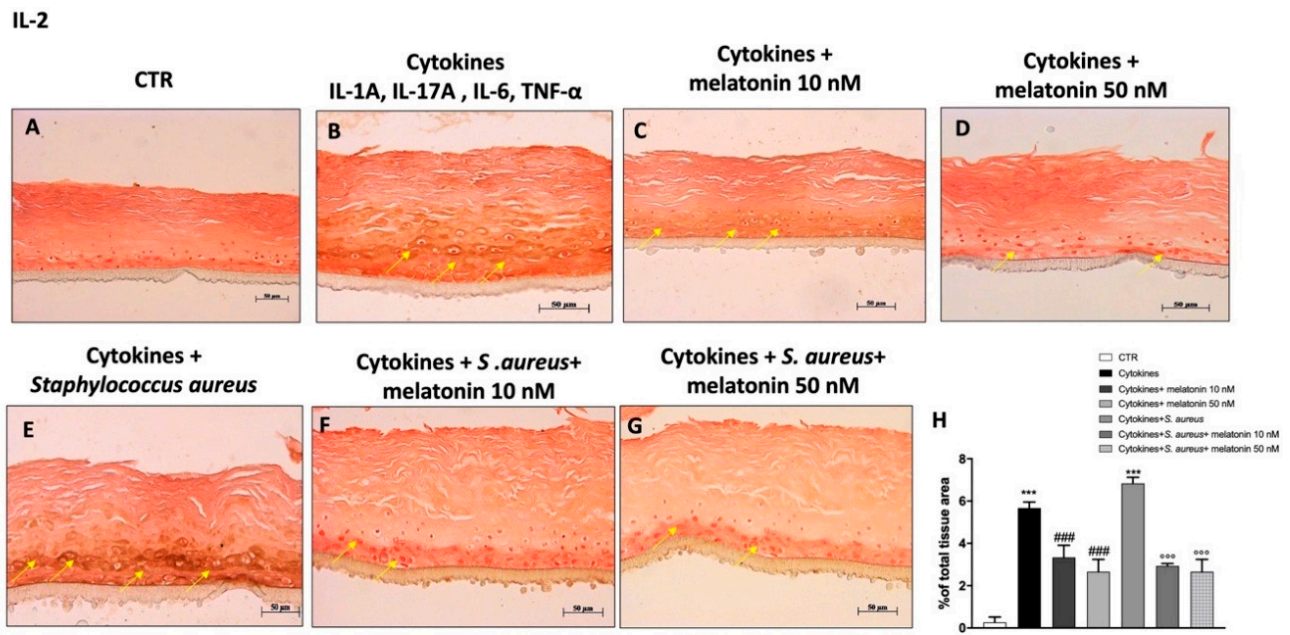 IL-2
CTR
Cytokines
IL-1A, IL-17A , IL-6, TNF-α
Cytokines +
melatonin 10 nM
Cytokines +
melatonin 50 nM
A
B
C
D
50 µm
50 µm
50 µm
50 µm
Cytokines +
Staphylococcus aureus
Cytokines + S .aureus+
melatonin 10 nM
Cytokines + S. aureus+
melatonin 50 nM
E
F
G
50 µm
50 µm
50 µm
H
CTR
Cytokines
Cytokines+ melatonin 10 nM
Cytokines+ melatonin 50 nM
Cytokines+S. aureus
Cytokines+S. aureus+ melatonin 10 nM
Cytokines+S. aureus+ melatonin 50 nM
%of total tissue area
8
6
4
2
0
***
###
###
***
°°°
°°°